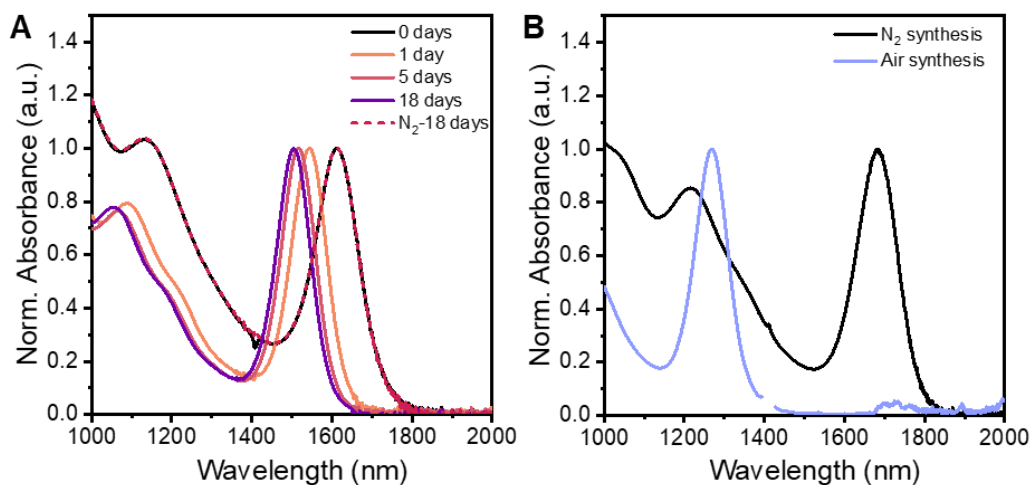 A
0 days
1 day
5 days
18 days
N₂-18 days
1.4
1.2
1.0
0.8
0.6
0.4
0.2
0.0
Norm. Absorbance (a.u.)
1000 1200 1400 1600 1800 2000
Wavelength (nm)
B
N₂ synthesis
Air synthesis
1.4
1.2
1.0
0.8
0.6
0.4
0.2
0.0
Norm. Absorbance (a.u.)
1000 1200 1400 1600 1800 2000
Wavelength (nm)